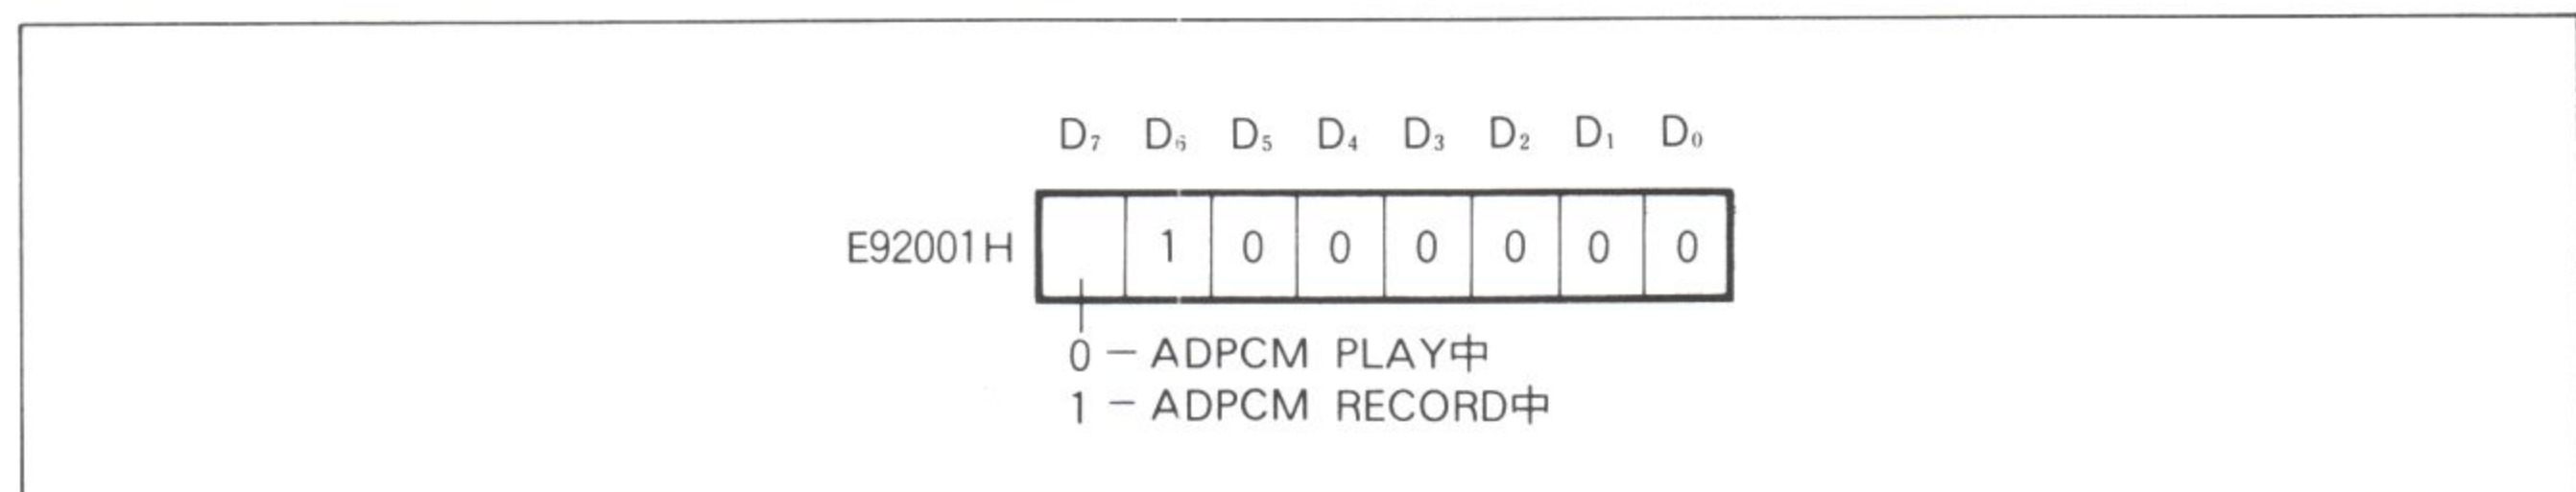 D₇ D₆ D₅ D₄ D₃ D₂ D₁ D₀
E92001H 1 0 0 0 0 0 0
0 − ADPCM PLAY中
1 − ADPCM RECORD中